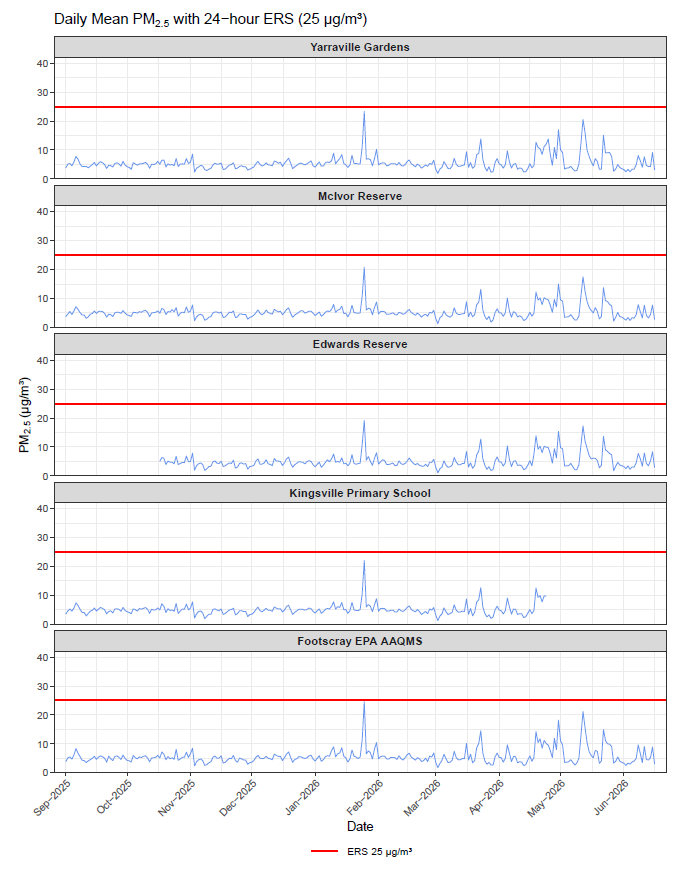 Daily Mean PM2.5 with 24−hour ERS (25 µg/m³)
Yarraville Gardens
40
30
20
10
0
McIvor Reserve
40
30
20
10
0
Edwards Reserve
40
30
20
10
0
Kingsville Primary School
40
30
20
10
0
Footscray EPA AAQMS
40
30
20
10
0
PM2.5 (µg/m³)
Sep−2025
Oct−2025
Nov−2025
Dec−2025
Jan−2026
Feb−2026
Mar−2026
Apr−2026
May−2026
Jun−2026
Date
ERS 25 µg/m³